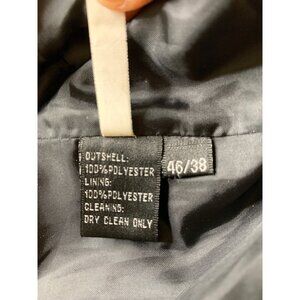 OUTSHELL:
100%POLYESTER
LINING:
100%POLYESTER
CLEANING:
DRY CLEAN ONLY
46/38